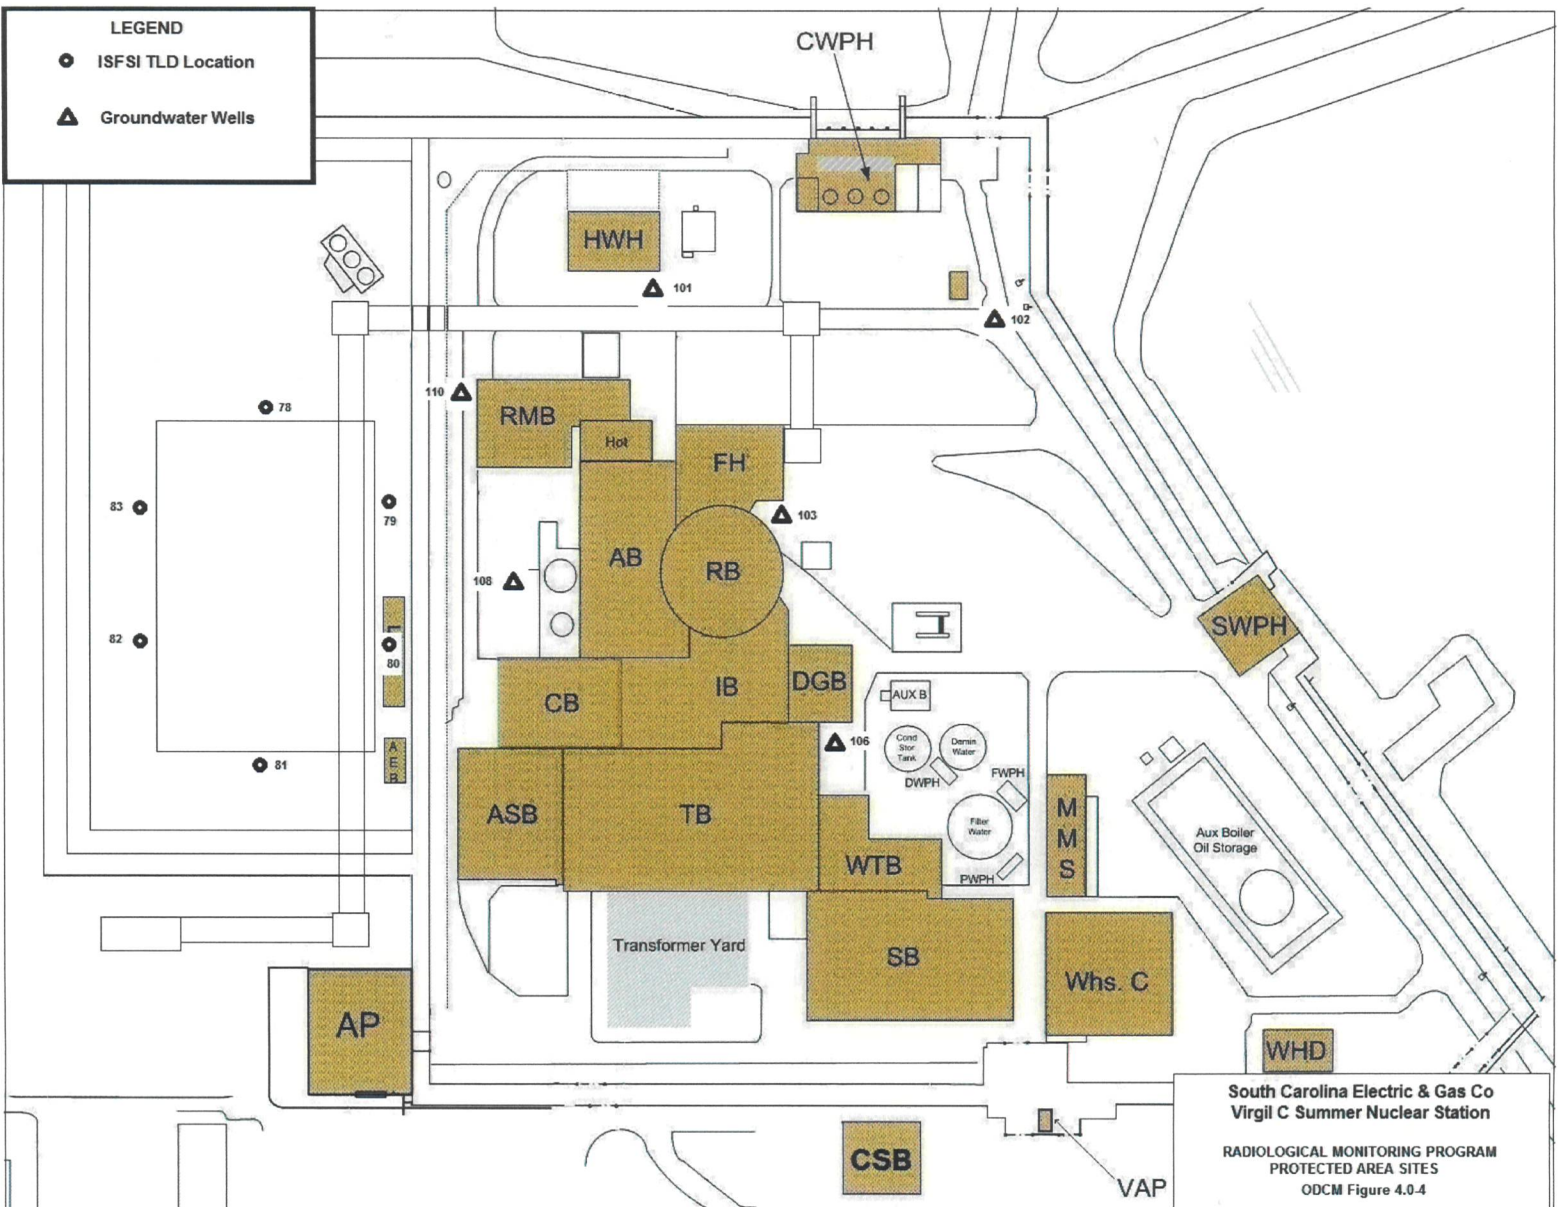 LEGEND
ISFSI TLD Location
Groundwater Wells
CWPH
HWH
101
102
110
RMB
Hot
78
FH
83
79
103
AB
RB
108
82
80
SWPH
CB
IB
DGB
AUX B
106
Cond
Stor
Tank
Demin
Water
DWPH
FWPH
81
A
E
B
ASB
TB
M
M
S
Filter
Water
Aux Boiler
Oil Storage
WTB
PWPH
Transformer Yard
SB
Whs. C
AP
WHD
South Carolina Electric & Gas Co
Virgil C Summer Nuclear Station
RADIOLOGICAL MONITORING PROGRAM
PROTECTED AREA SITES
ODCM Figure 4.0-4
CSB
VAP